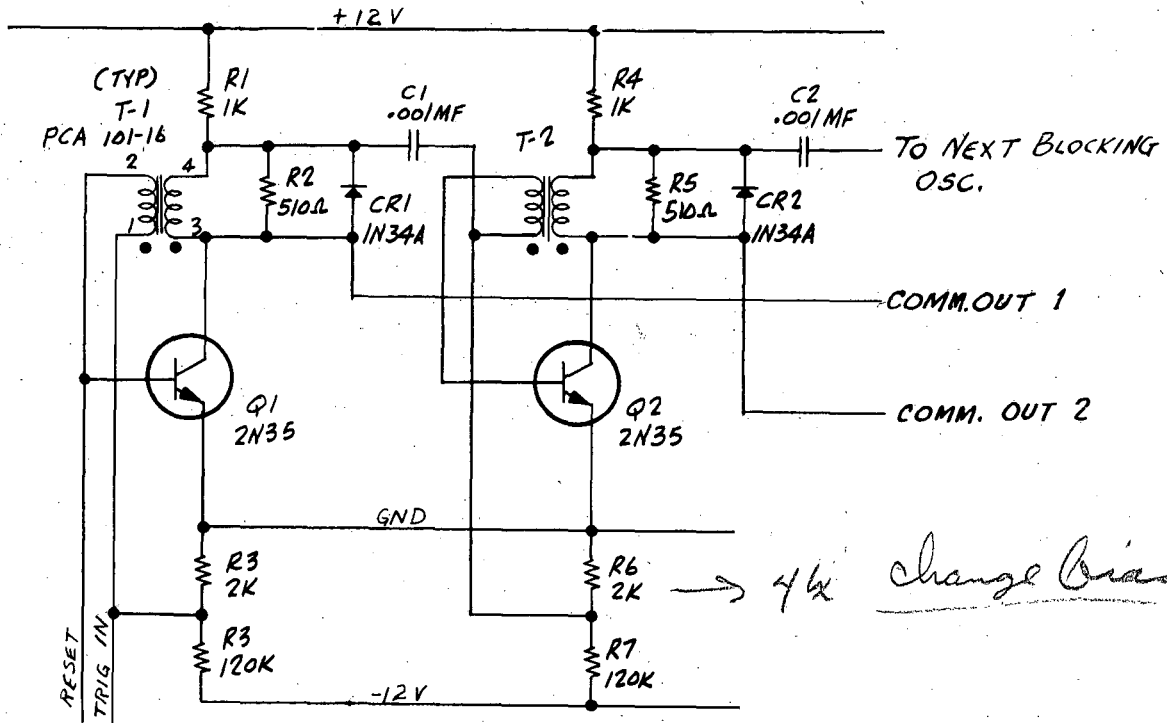 +12V
(TYP)
T-1
PCA 101-16
R1
1K
C1
.001MF
R4
1K
C2
.001MF
T-2
TO NEXT BLOCKING
OSC.
2
4
1
3
R2
510Ω
CR1
1N34A
R5
510Ω
CR2
1N34A
COMM.OUT 1
COMM. OUT 2
Q1
2N35
Q2
2N35
GND
R3
2K
R6
2K
→
change
R3
120K
R7
120K
-12V
RESET
TRIG IN